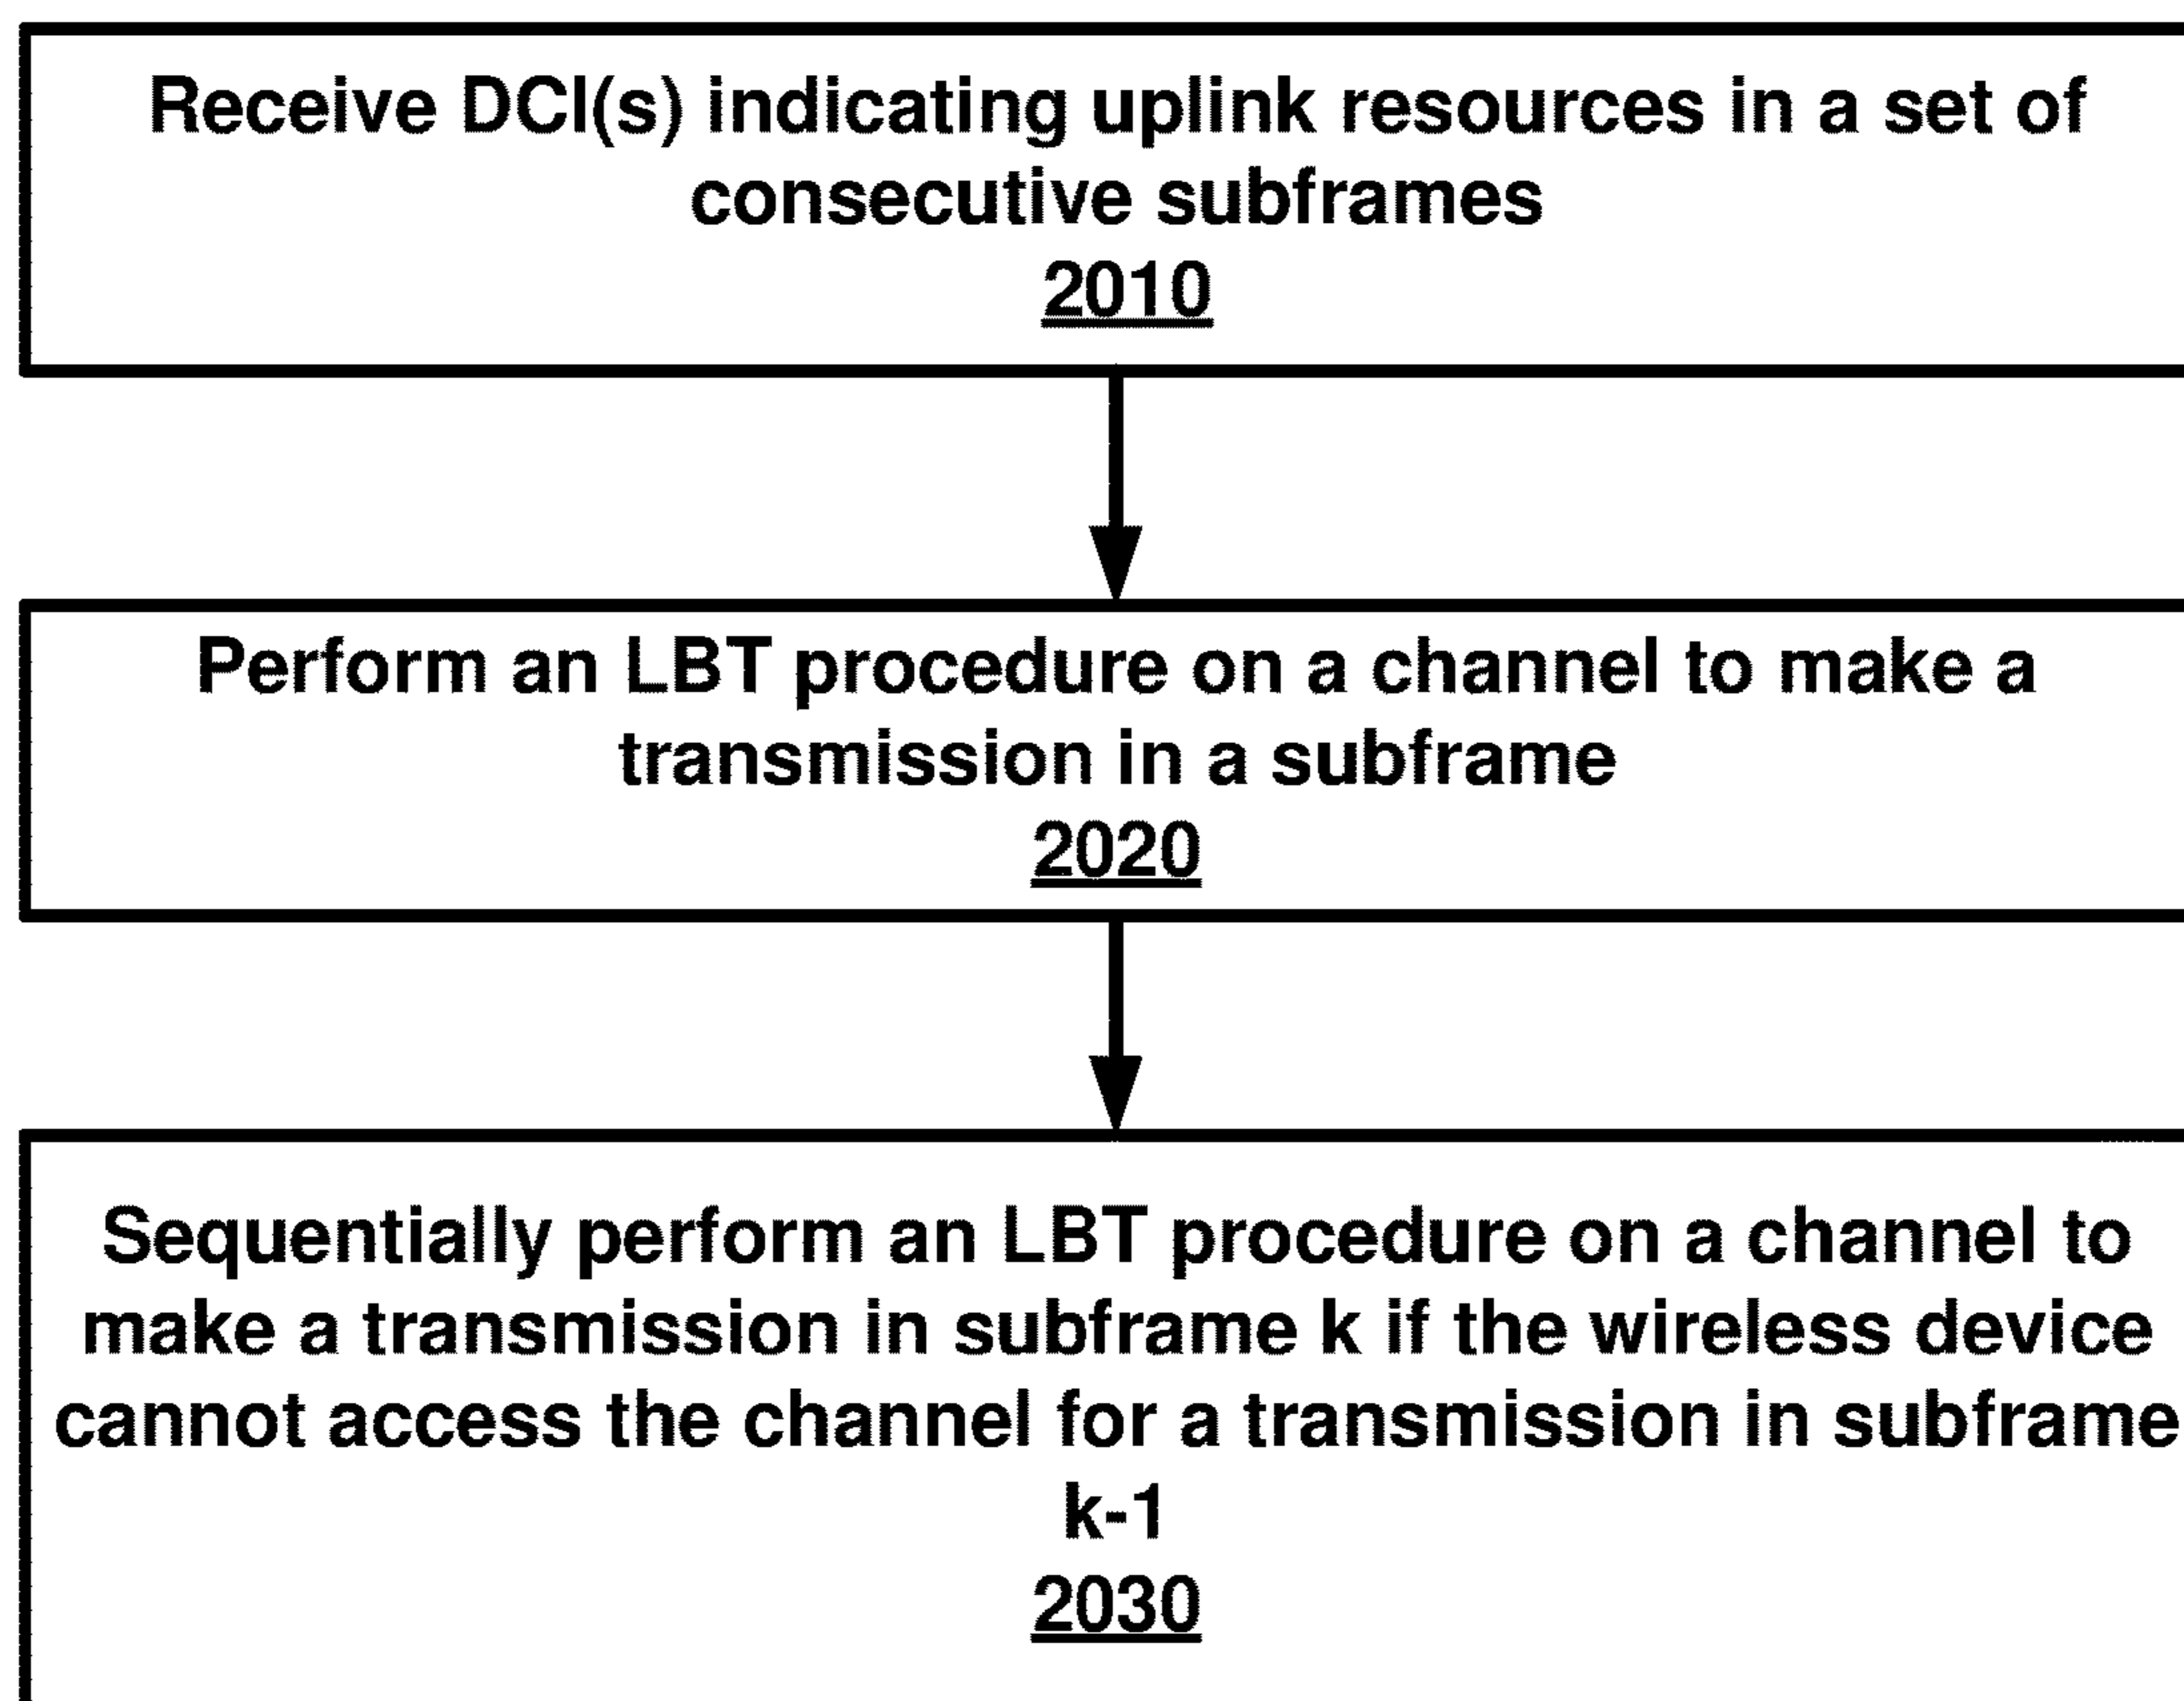 Receive DCI(s) indicating uplink resources in a set of
consecutive subframes
2010
Perform an LBT procedure on a channel to make a
transmission in a subframe
2020
Sequentially perform an LBT procedure on a channel to
make a transmission in subframe k if the wireless device
cannot access the channel for a transmission in subframe
k-1
2030